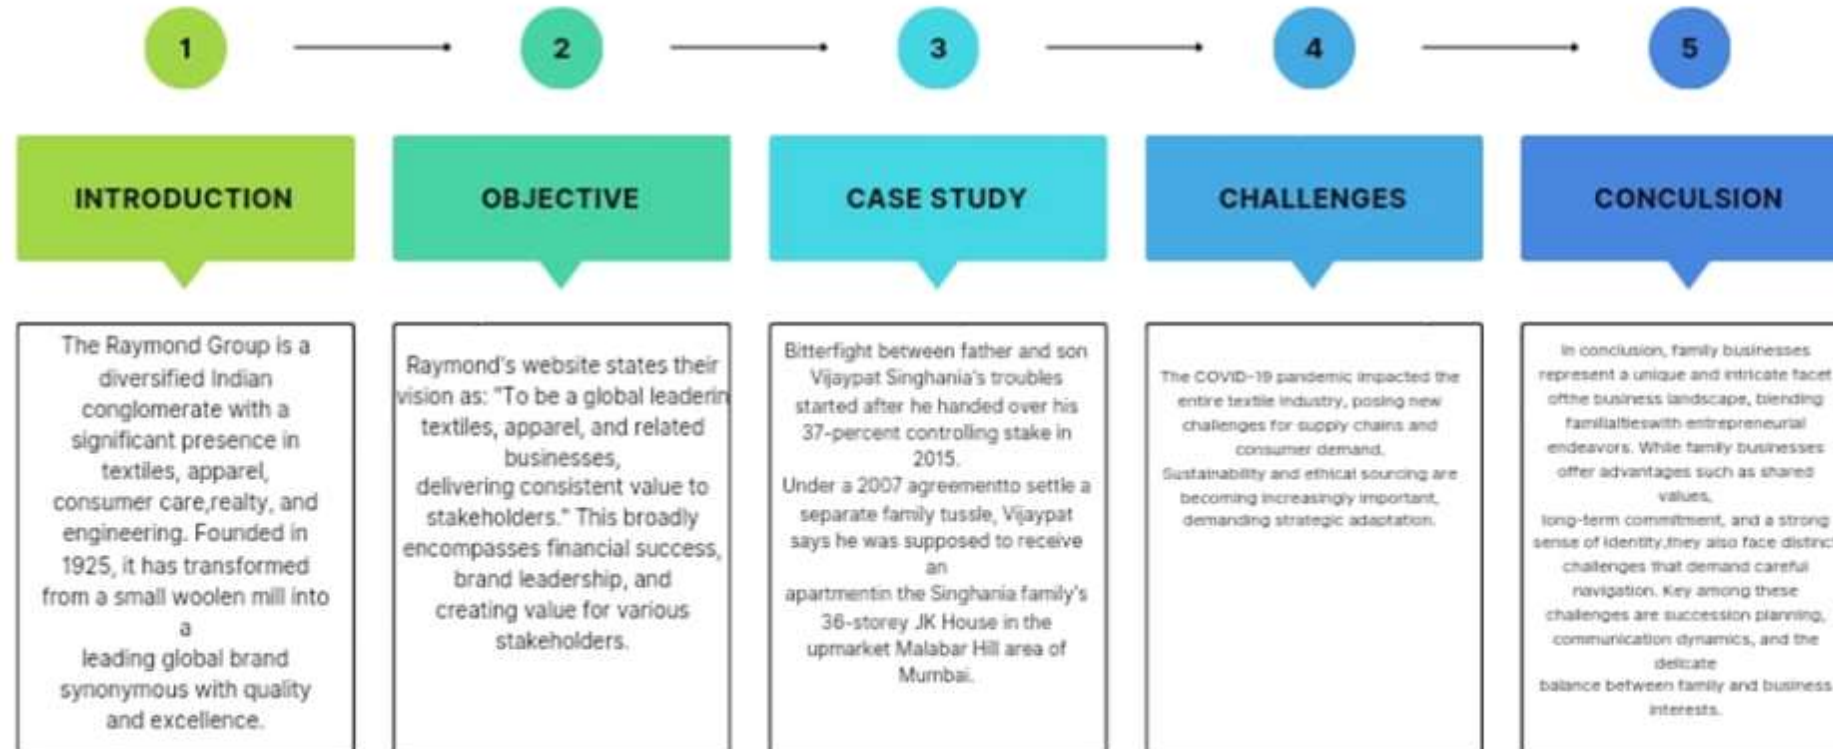 1
2
3
4
5
INTRODUCTION
OBJECTIVE
CASE STUDY
CHALLENGES
CONCULSION
The Raymond Group is a
diversified Indian
conglomerate with a
significant presence in
textiles, apparel,
consumer care,realty, and
engineering. Founded in
1925, it has transformed
from a small woolen mill into
a
leading global brand
synonymous with quality
and excellence.
Raymond's website states their
vision as: "To be a global leaderin
textiles, apparel, and related
businesses,
delivering consistent value to
stakeholders." This broadly
encompasses financial success,
brand leadership, and
creating value for various
stakeholders.
Bitterfight between father and son
Vijaypat Singhania's troubles
started after he handed over his
37-percent controlling stake in
2015.
Under a 2007 agreementto settle a
separate family tussle, Vijaypat
says he was supposed to receive
an
apartmentin the Singhania family's
36-storey JK House in the
upmarket Malabar Hill area of
Mumbai.
The COVID-19 pandemic impacted the
entire textile industry, posing new
challenges for supply chains and
consumer demand.
Sustainability and ethical sourcing are
becoming increasingly important,
demanding strategic adaptation.
In conclusion, family businesses
represent a unique and intricate facet
ofthe business landscape, blending
familialtieswith entrepreneurial
endeavors. While family businesses
offer advantages such as shared
values,
long-term commitment, and a strong
sense of identity,they also face distinct
challenges that demand careful
navigation. Key among these
challenges are succession planning,
communication dynamics, and the
delicate
balance between family and business
interests.